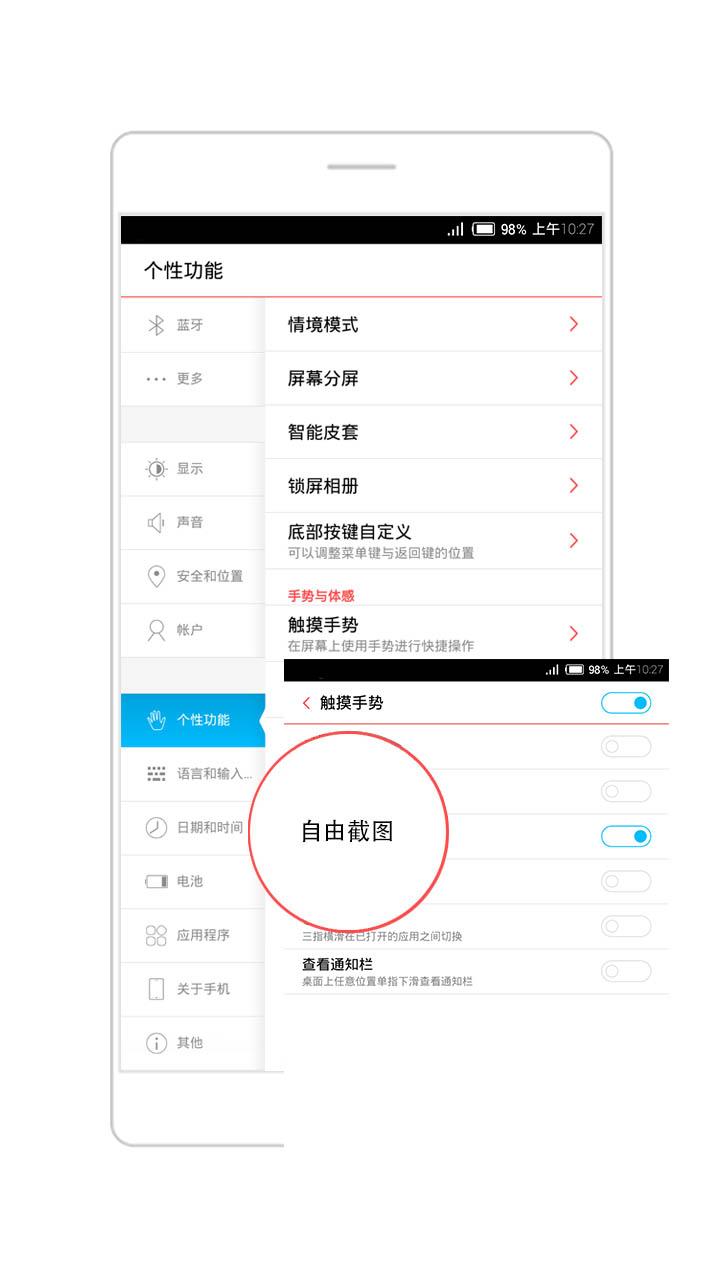 98% 上午10:27
个性功能
蓝牙
更多
显示
声音
安全和位置
帐户
个性功能
语言和输入...
日期和时间
电池
应用程序
关于手机
其他
情境模式
屏幕分屏
智能皮套
锁屏相册
底部按键自定义
可以调整菜单键与返回键的位置
手势与体感
触摸手势
在屏幕上使用手势进行快捷操作
98% 上午10:27
触摸手势
自由截图
三指横滑在已打开的应用之间切换
查看通知栏
桌面上任意位置单指下滑查看通知栏